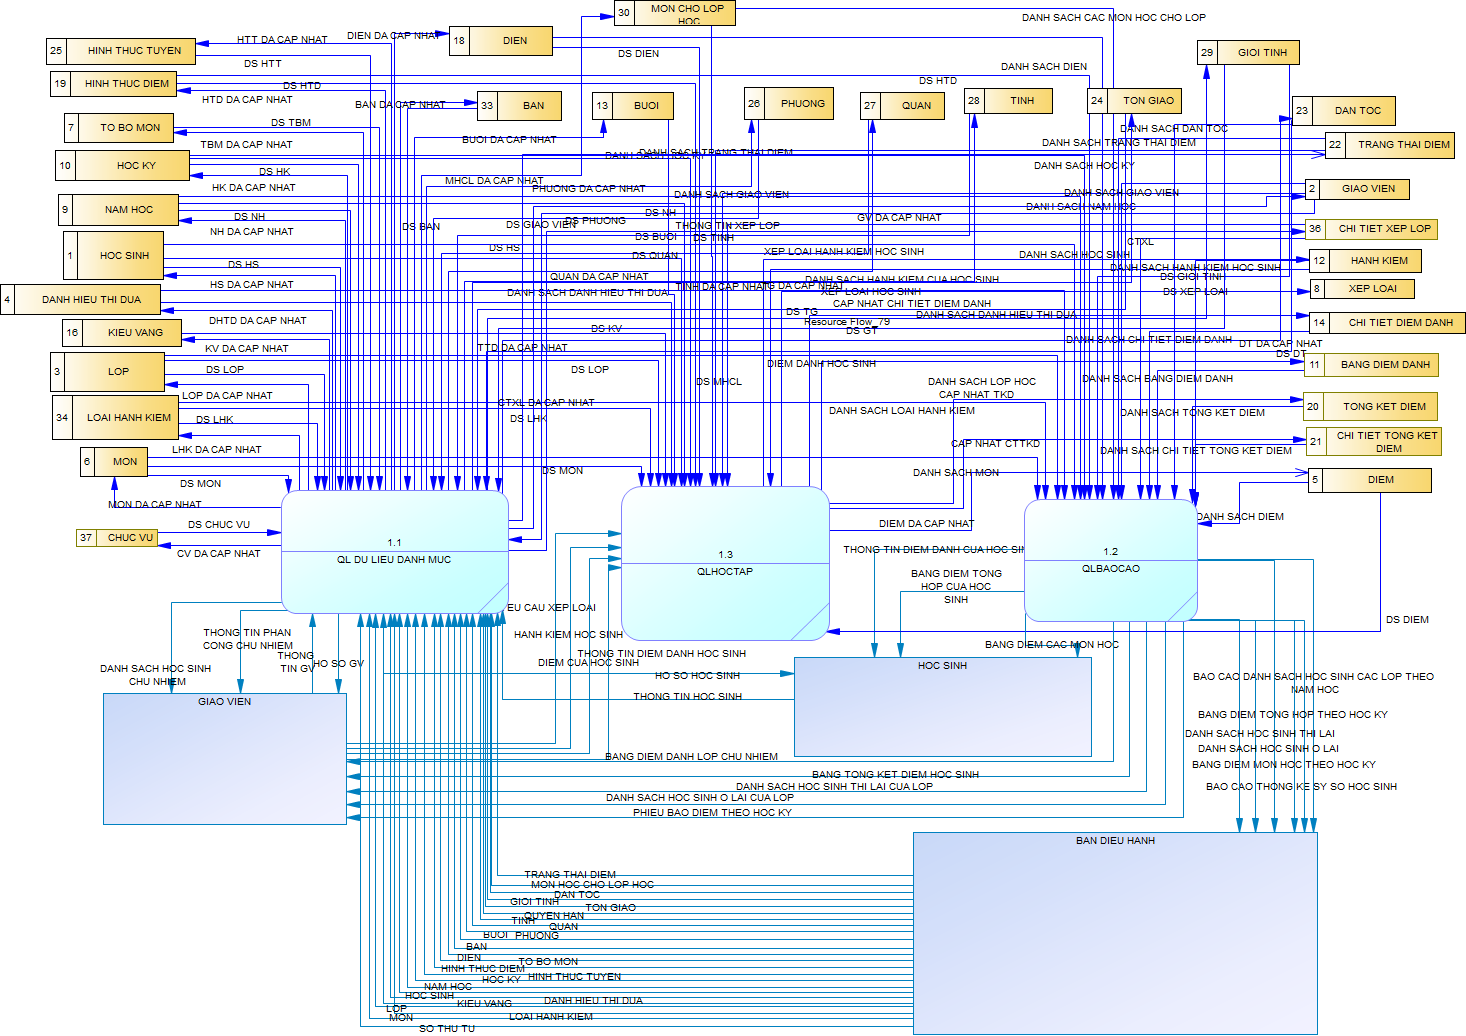 30
MON CHO LOP
HOC
DANH SACH CAC MON HOC CHO LOP
25
HINH THUC TUYEN
HTT DA CAP NHAT
DIEN DA CAP NHAT
18
DIEN
DS HTT
DS DIEN
29
GIOI TINH
19
HINH THUC DIEM
DS HTD
HTD DA CAP NHAT
DANH SACH DIEN
DS HTD
BAN DA CAP NHAT
33
BAN
13
BUOI
26
PHUONG
27
QUAN
28
TINH
24
TON GIAO
23
DAN TOC
7
TO BO MON
DS TBM
TBM DA CAP NHAT
BUOI DA CAP NHAT
DANH SACH DAN TOC
DANH SACH TRANG THAI DIEM
22
TRANG THAI DIEM
10
HOC KY
DS HK
HK DA CAP NHAT
DANH SACH HOC KY
DANH SACH TRANG THAI DIEM
DANH SACH HOC KY
MHCL DA CAP NHAT
PHUONG DA CAP NHAT
DANH SACH GIAO VIEN
DANH SACH GIAO VIEN
2
GIAO VIEN
9
NAM HOC
DS NH
NH DA CAP NHAT
DS BAN
DS GIAO VIEN
DS PHUONG
DS NH
DS BUOI
THONG TIN XEP LOP
DS TINH
GV DA CAP NHAT
DANH SACH NAM HOC
36
CHI TIET XEP LOP
CTXL
1
HOC SINH
DS HS
HS DA CAP NHAT
DS HS
DS QUAN
XEP LOAI HANH KIEM HOC SINH
DANH SACH HOC SINH
DANH SACH HANH KIEM HOC SINH
12
HANH KIEM
DS GIOI TINH
QUAN DA CAP NHAT
TINH DA CAP NHAT
TG DA CAP NHAT
DANH SACH HANH KIEM CUA HOC SINH
XEP LOAI HOC SINH
DS XEP LOAI
8
XEP LOAI
4
DANH HIEU THI DUA
DHTD DA CAP NHAT
DANH SACH DANH HIEU THI DUA
CAP NHAT CHI TIET DIEM DANH
DS TG
DANH SACH DANH HIEU THI DUA
Resource Flow_79
14
CHI TIET DIEM DANH
16
KIEU VANG
KV DA CAP NHAT
DS KV
DS GT
DANH SACH CHI TIET DIEM DANH
DT DA CAP NHAT
DS DT
TTD DA CAP NHAT
3
LOP
DS LOP
LOP DA CAP NHAT
DS LOP
DS MHCL
DIEM DANH HOC SINH
DANH SACH BANG DIEM DANH
11
BANG DIEM DANH
DANH SACH LOP HOC
CAP NHAT TKD
34
LOAI HANH KIEM
DS LHK
LHK DA CAP NHAT
CTXL DA CAP NHAT
DS LHK
DANH SACH LOAI HANH KIEM
DANH SACH TONG KET DIEM
20
TONG KET DIEM
CAP NHAT CTTKD
DANH SACH CHI TIET TONG KET DIEM
21
CHI TIET TONG KET
DIEM
6
MON
DS MON
MON DA CAP NHAT
DS MON
DANH SACH MON
5
DIEM
37
CHUC VU
DS CHUC VU
CV DA CAP NHAT
1.1
QL DU LIEU DANH MUC
1.3
QLHOCTAP
1.2
QLBAOCAO
DIEM DA CAP NHAT
DANH SACH DIEM
THONG TIN DIEM DANH CUA HOC
BANG DIEM TONG
HOP CUA HOC
SINH
EU CAU XEP LOAI
HANH KIEM HOC SINH
THONG TIN DIEM DANH HOC SINH
DIEM CUA HOC SINH
HO SO HOC SINH
THONG TIN HOC SINH
BANG DIEM CAC MON HOC
DS DIEM
THONG TIN PHAN
CONG CHU NHIEM
THONG
TIN GV
HO SO GV
DANH SACH HOC SINH
CHU NHIEM
GIAO VIEN
HOC SINH
BAO CAO DANH SACH HOC SINH CAC LOP THEO
NAM HOC
BANG DIEM TONG HOP THEO HOC KY
DANH SACH HOC SINH THI LAI
DANH SACH HOC SINH O LAI
BANG DIEM MON HOC THEO HOC KY
BAO CAO THONG KE SY SO HOC SINH
BANG DIEM DANH LOP CHU NHIEM
BANG TONG KET DIEM HOC SINH
DANH SACH HOC SINH THI LAI CUA LOP
DANH SACH HOC SINH O LAI CUA LOP
PHIEU BAO DIEM THEO HOC KY
BAN DIEU HANH
TRANG THAI DIEM
MON HOC CHO LOP HOC
DAN TOC
GIOI TINH
TON GIAO
QUYEN HAN
TINH
QUAN
BUOI
PHUONG
BAN
DIEN
TO BO MON
HINH THUC DIEM
HINH THUC TUYEN
HOC KY
NAM HOC
HOC SINH
DANH HIEU THI DUA
KIEU VANG
LOP
MON
LOAI HANH KIEM
SO THU TU